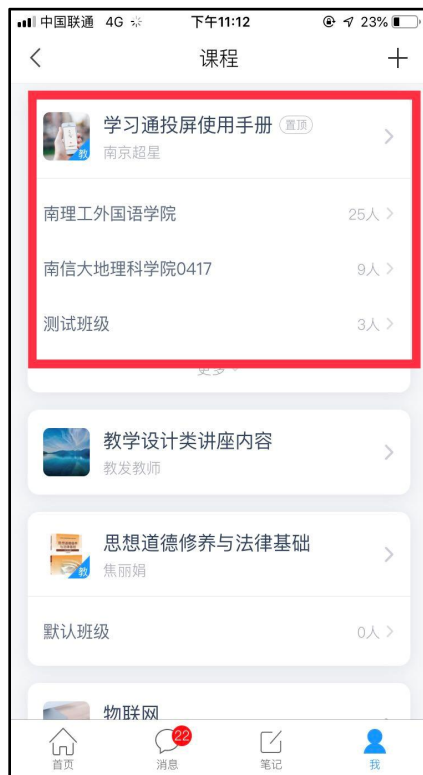 中国联通 4G 下午11:12 23%
课程
学习通投屏使用手册 置顶
教
南京超星
南理工外国语学院 25人
南信大地理科学院0417 9人
测试班级 3人
更多
教学设计类讲座内容
教发教师
思想道德修养与法律基础
教
焦丽娟
默认班级 0人
物联网
22
首页 消息 笔记 我